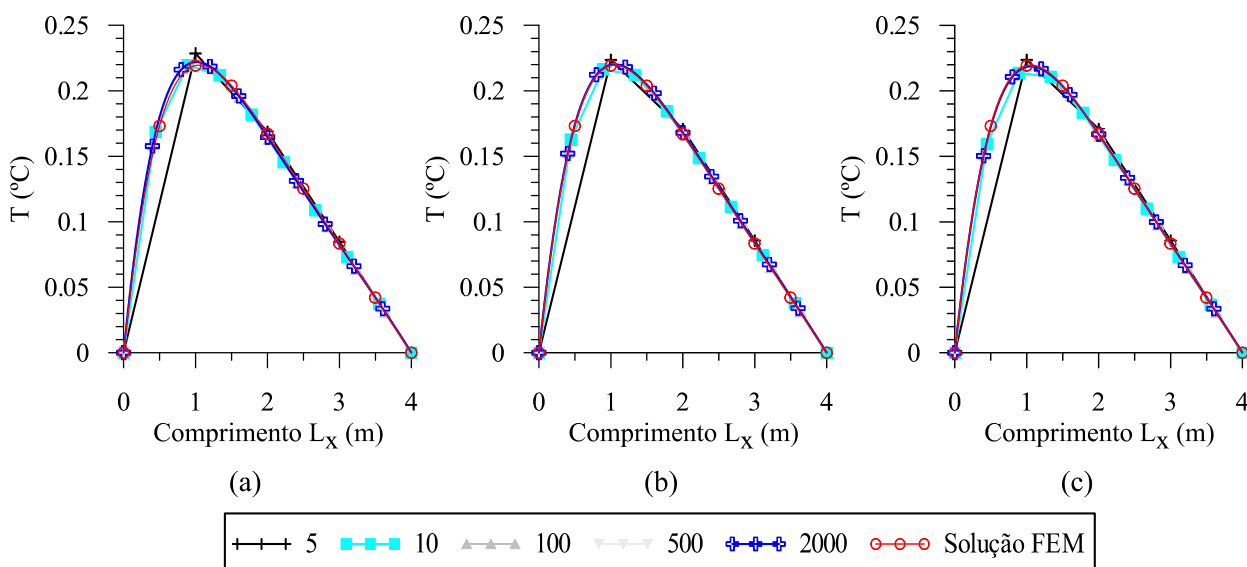 0.25 0.25 0.25
0.2 0.2 0.2
0.15 0.15 0.15
T (ºC) T (ºC) T (ºC)
0.1 0.1 0.1
0.05 0.05 0.05
0 0 0
0 1 2 3 4 0 1 2 3 4 0 1 2 3 4
Comprimento LX (m) Comprimento LX (m) Comprimento LX (m)
(a) (b) (c)
5 10 100 500 2000 Solução FEM